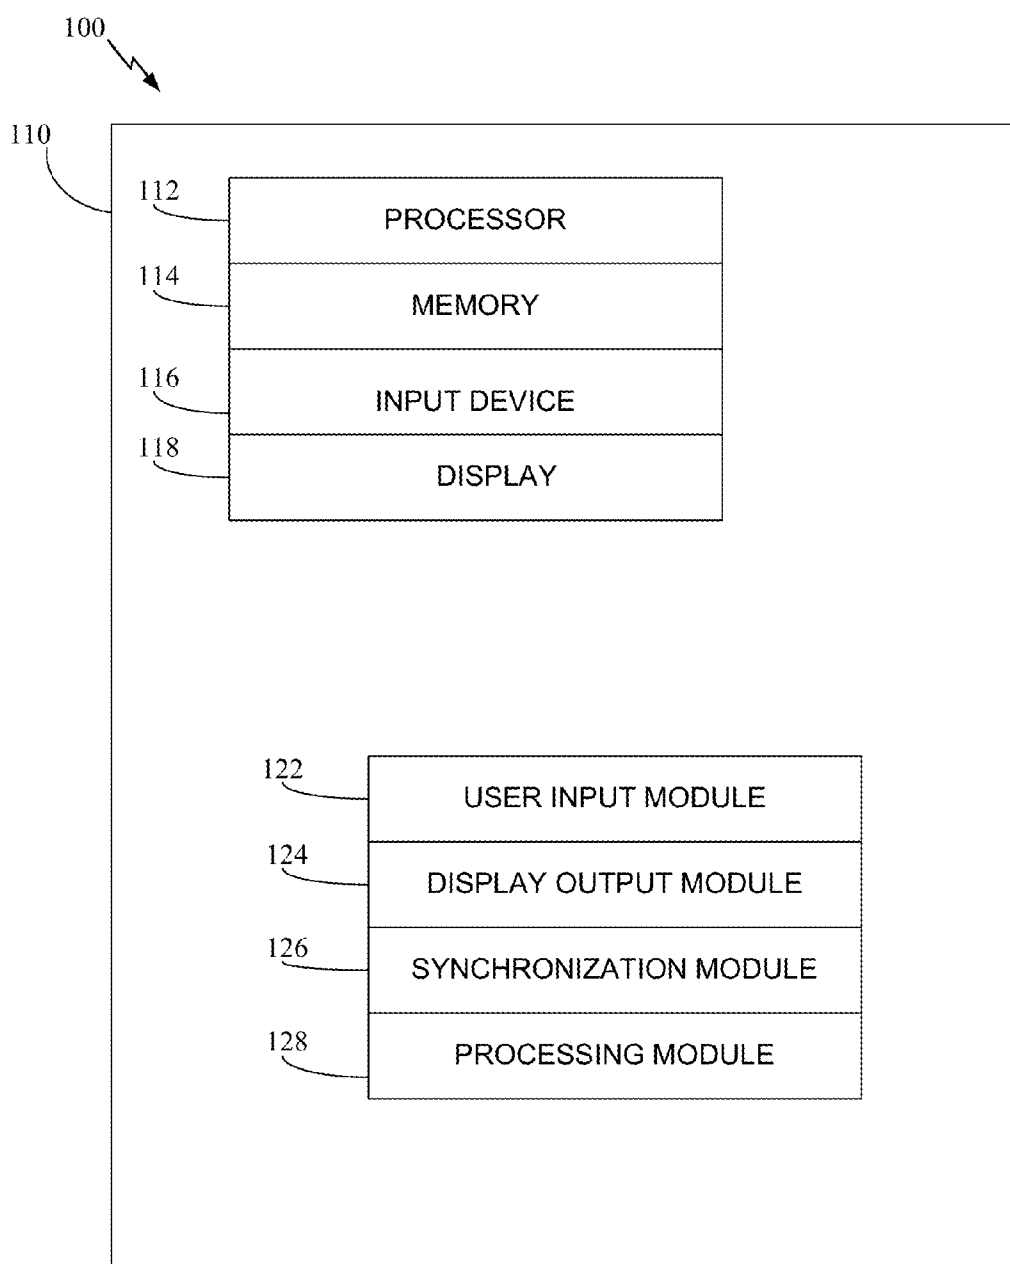 100
110
112
PROCESSOR
114
MEMORY
116
INPUT DEVICE
118
DISPLAY
122
USER INPUT MODULE
124
DISPLAY OUTPUT MODULE
126
SYNCHRONIZATION MODULE
128
PROCESSING MODULE